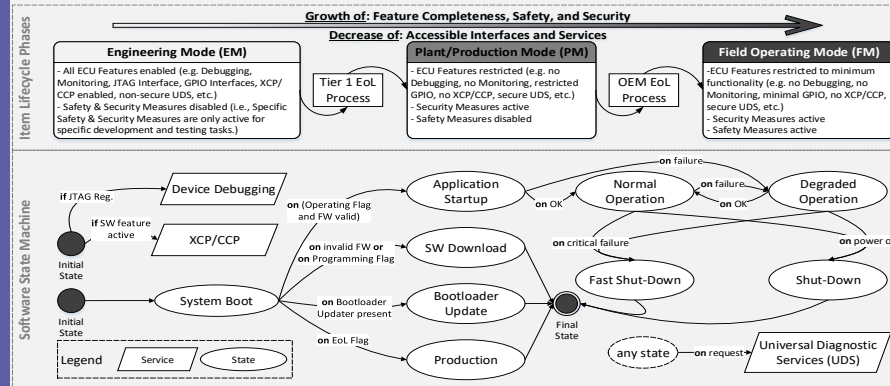 Growth of: Feature Completeness, Safety, and Security
Decrease of: Accessible Interfaces and Services
Item Lifecycle Phases
Engineering Mode (EM)
- All ECU Features enabled (e.g. Debugging,
Monitoring, JTAG Interface, GPIO Interfaces, XCP/
CCP enabled, non-secure UDS, etc.)
- Safety & Security Measures disabled (i.e., Specific
Safety & Security Measures are only active for
specific development and testing tasks.)
Tier 1 EoL
Process
Plant/Production Mode (PM)
- ECU Features restricted (e.g. no
Debugging, no Monitoring, restricted
GPIO, no XCP/CCP, secure UDS, etc.)
- Security Measures active
- Safety Measures disabled
OEM EoL
Process
Field Operating Mode (FM)
-ECU Features restricted to minimum
functionality (e.g. no Debugging, no
Monitoring, minimal GPIO, no XCP/CCP,
secure UDS, etc.)
- Security Measures active
- Safety Measures active
Software State Machine
if JTAG Reg.
Device Debugging
if SW feature
active
XCP/CCP
Initial
State
Initial
State
System Boot
on (Operating Flag
and FW valid)
on invalid FW or
on Programming Flag
on Bootloader
Updater present
on EoL Flag
Application
Startup
SW Download
Bootloader
Update
Production
on failure
on OK
Normal
Operation
on failure
on OK
Degraded
Operation
on critical failure
on power o
Fast Shut-Down
Shut-Down
Final
State
any state
on request
Universal Diagnostic
Services (UDS)
Legend
Service
State